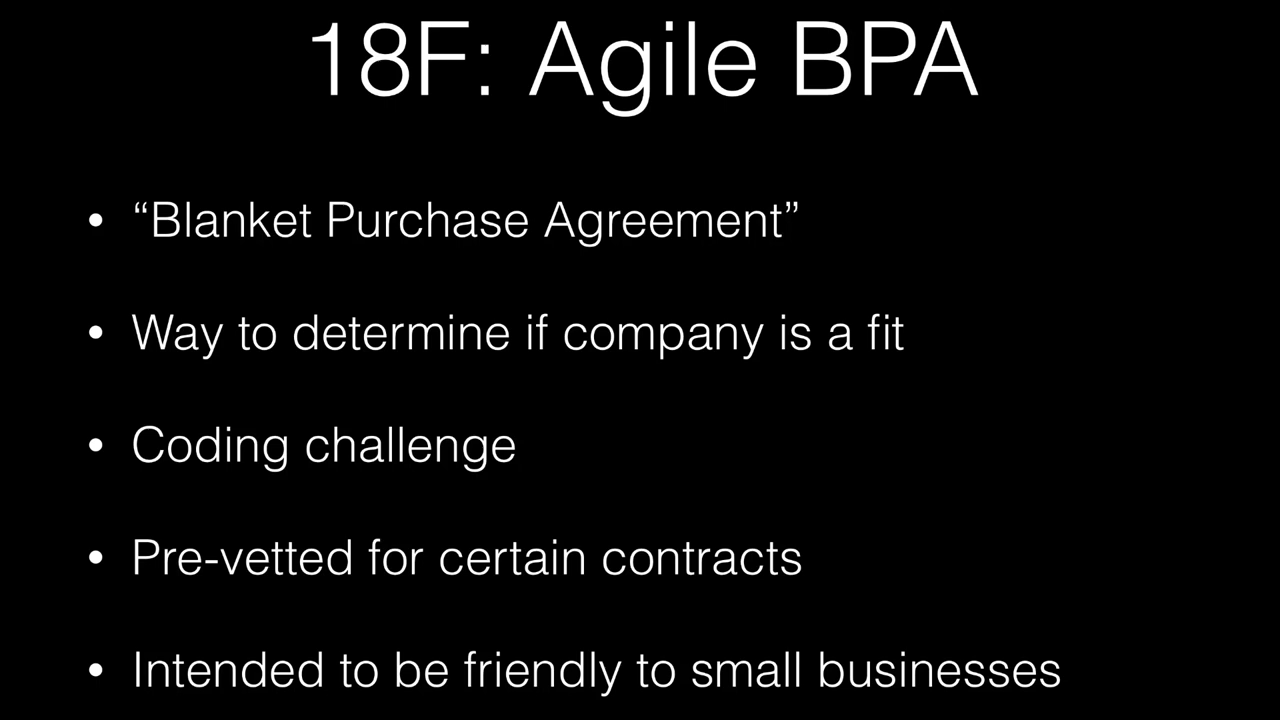 18F: Agile BPA
• “Blanket Purchase Agreement”
• Way to determine if company is a fit
• Coding challenge
• Pre-vetted for certain contracts
• Intended to be friendly to small businesses